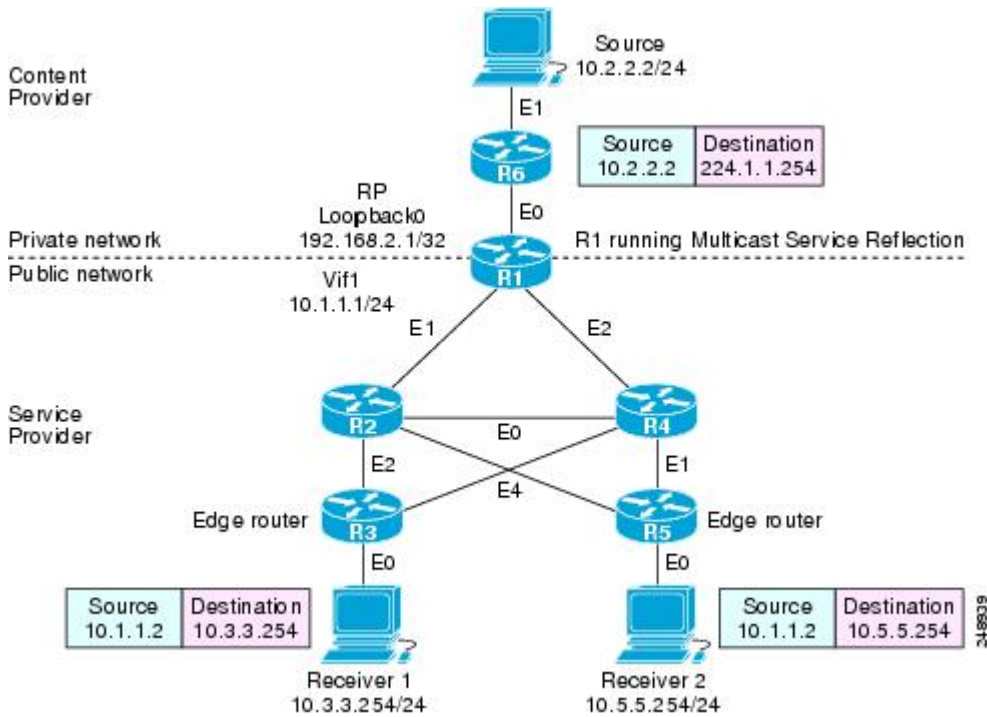 Source
10.2.2.2/24
Content
Provider
E1
Source
10.2.2.2
Destination
224.1.1.254
R6
RP
Loopback0
192.168.2.1/32
E0
Private network
R1 running Multicast Service Reflection
Public network
R1
Vif1
10.1.1.1/24
E1
E2
Service
Provider
R2
R4
E0
E2
E1
E4
Edge router
R3
R5
Edge router
E0
E0
Source
10.1.1.2
Destination
10.3.3.254
Source
10.1.1.2
Destination
10.5.5.254
248939
Receiver 1
10.3.3.254/24
Receiver 2
10.5.5.254/24